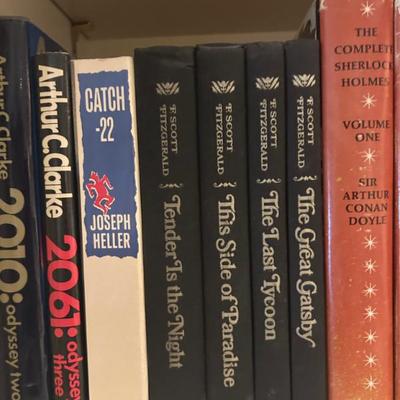 Arthur C. Clarke
2010: odyssey two
Arthur C. Clarke
2061: odyssey
three
CATCH
-22
JOSEPH
HELLER
F. SCOTT
FITZGERALD
Tender Is the Night
F. SCOTT
FITZGERALD
This Side of Paradise
F. SCOTT
FITZGERALD
The Last Tycoon
F. SCOTT
FITZGERALD
The Great Gatsby
THE
COMPLETE
SHERLOCK
HOLMES
VOLUME
ONE
SIR
ARTHUR
CONAN
DOYLE